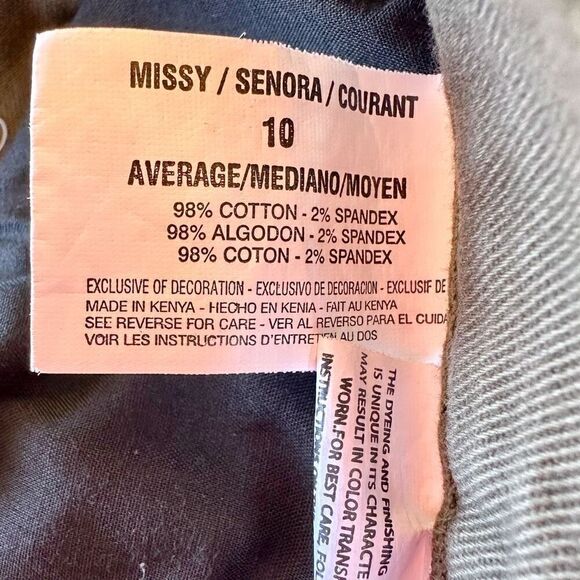 MISSY / SENORA / COURANT
10
AVERAGE/MEDIANO/MOYEN
98% COTTON - 2% SPANDEX
98% ALGODON - 2% SPANDEX
98% COTON - 2% SPANDEX
EXCLUSIVE OF DECORATION - EXCLUSIVO DE DECORACION - EXCLUSIF DE
MADE IN KENYA - HECHO EN KENIA - FAIT AU KENYA
SEE REVERSE FOR CARE - VER AL REVERSO PARA EL CUIDA
VOIR LES INSTRUCTIONS D'ENTRETIEN AU DOS
THE DYEING AND FINISHING
IS UNIQUE IN ITS CHARACTE
MAY RESULT IN COLOR TRANSF
WORN.FOR BEST CARE, FOL
INSTRUCTIONS